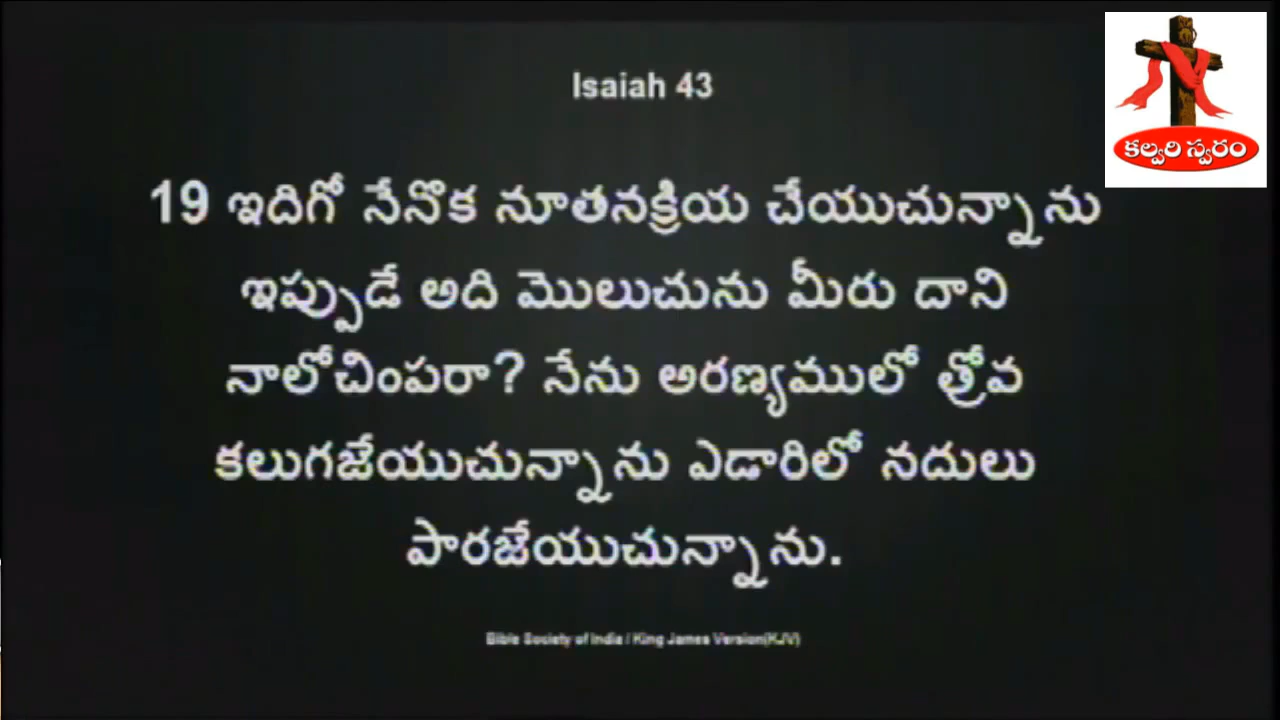 Isaiah 43
కల్వరి స్వరం
19 ఇదిగో నేనొక నూతనక్రియ చేయుచున్నాను
ఇప్పుడే అది మొలుచును మీరు దాని
నాలోచింపరా? నేను అరణ్యములో త్రోవ
కలుగజేయుచున్నాను ఎడారిలో నదులు
పారజేయుచున్నాను.
Bible Society of India / King James Version(KJV)